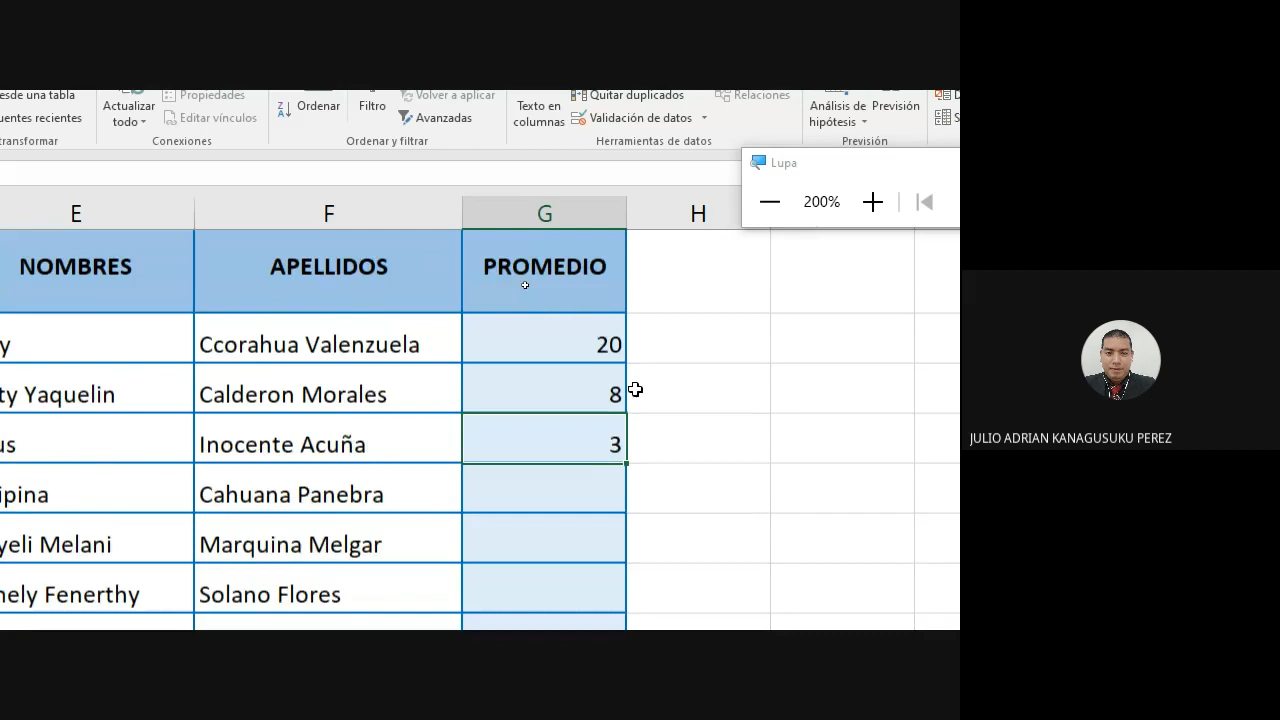 esde una tabla
uentes recientes
transformar
Actualizar
todo
Propiedades
Editar vínculos
Conexiones
Ordenar
Filtro
Volver a aplicar
Avanzadas
Ordenar y filtrar
Texto en
columnas
Quitar duplicados
Validación de datos
Relaciones
Herramientas de datos
Análisis de
hipótesis
Previsión
Previsión
Lupa
200%
E F G H
NOMBRES APELLIDOS PROMEDIO
y Ccorahua Valenzuela 20
ty Yaquelin Calderon Morales 8
us Inocente Acuña 3
ipina Cahuana Panebra
yeli Melani Marquina Melgar
nely Fenerthy Solano Flores
JULIO ADRIAN KANAGUSUKU PEREZ